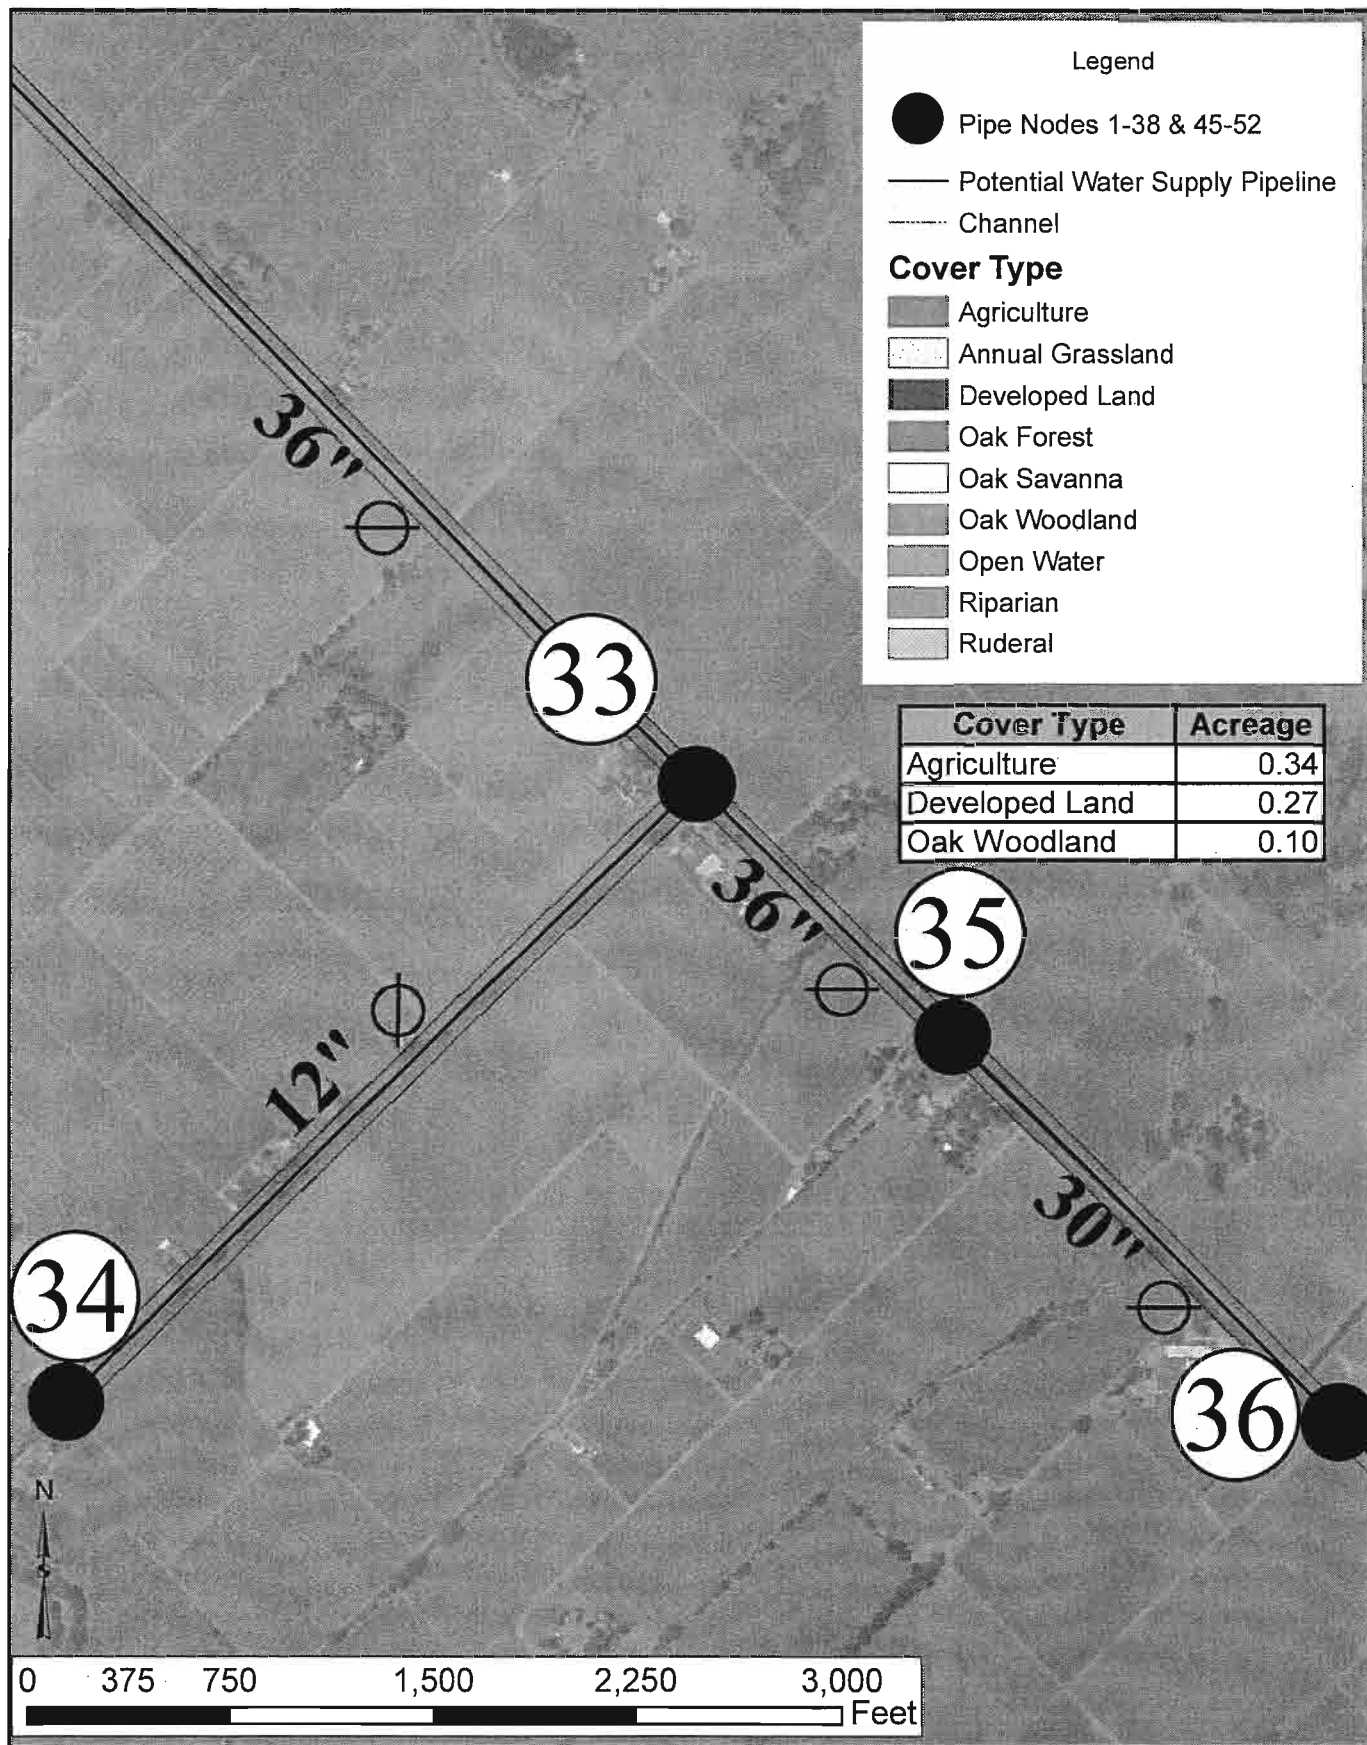 Legend
Pipe Nodes 1-38 & 45-52
Potential Water Supply Pipeline
Channel
Cover Type
Agriculture
Annual Grassland
Developed Land
Oak Forest
Oak Savanna
Oak Woodland
Open Water
Riparian
Ruderal
36"
33
Cover Type Acreage
Agriculture 0.34
Developed Land 0.27
Oak Woodland 0.10
36"
35
12"
30"
34
36
N
0 375 750 1,500 2,250 3,000
Feet